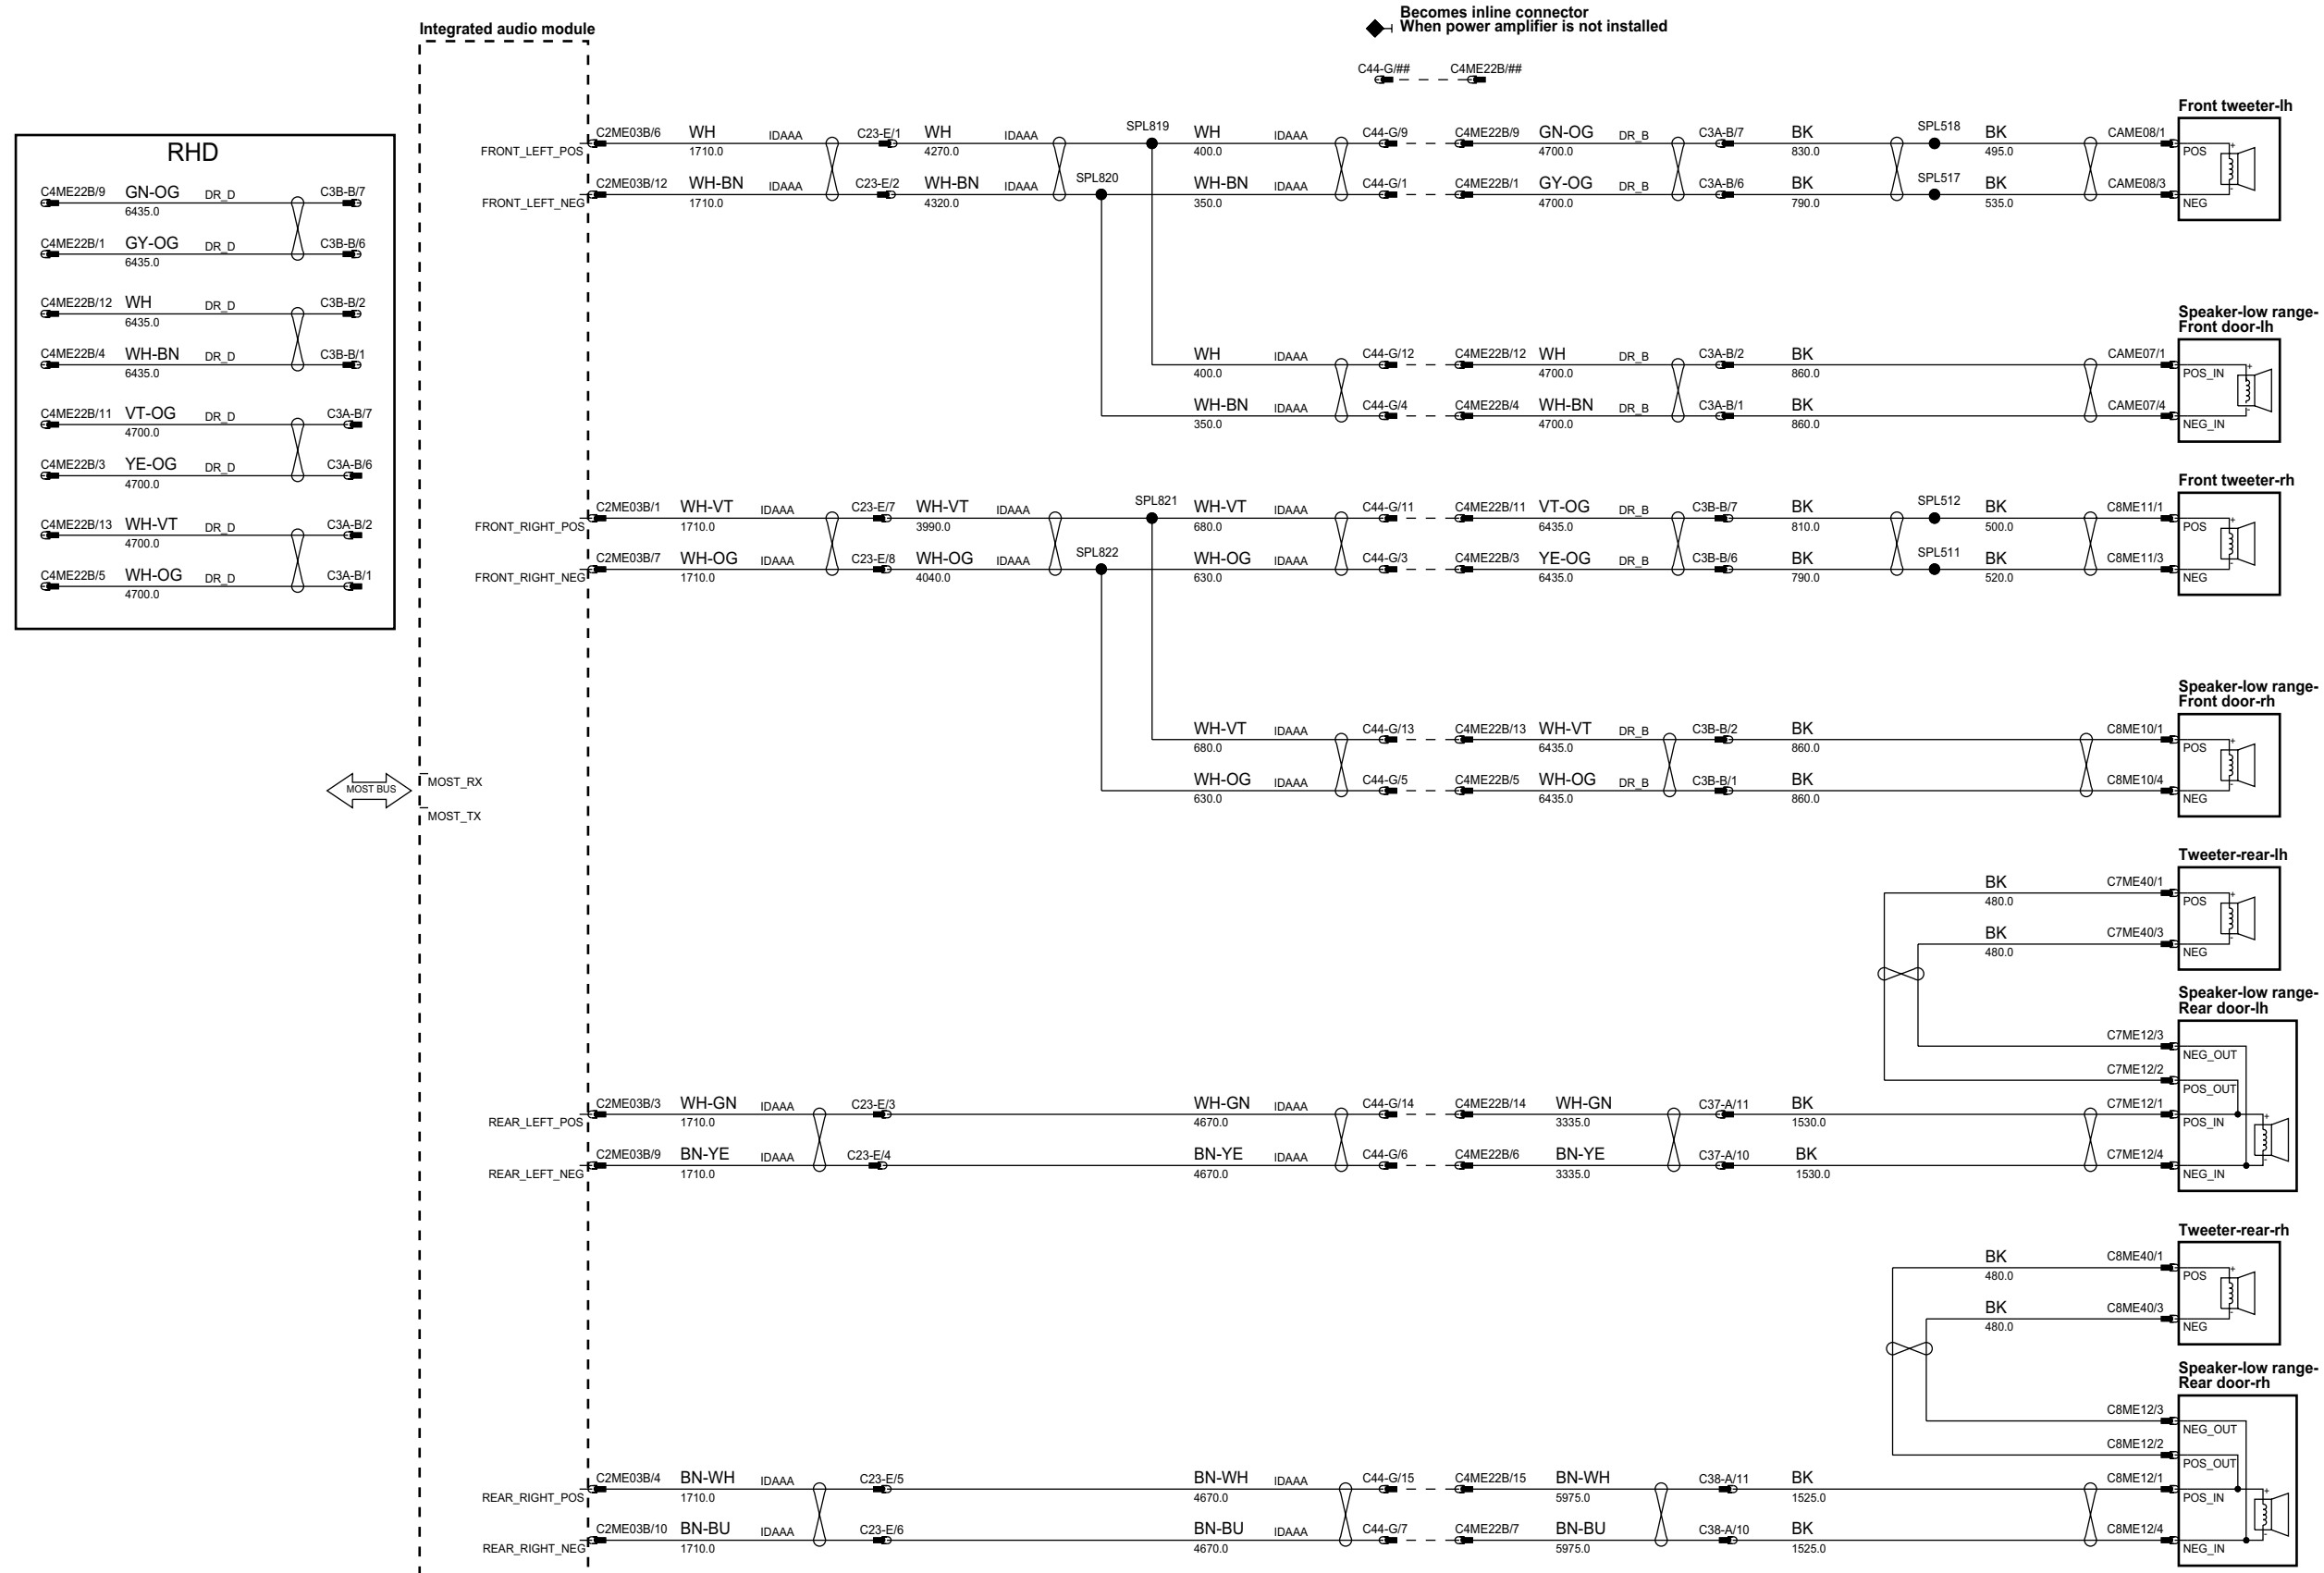 Becomes inline connector
When power amplifier is not installed
Integrated audio module
C44-G/## C4ME22B/##
RHD
C4ME22B/9 GN-OG DR_D C3B-B/7
6435.0
C4ME22B/1 GY-OG DR_D C3B-B/6
6435.0
C4ME22B/12 WH DR_D C3B-B/2
6435.0
C4ME22B/4 WH-BN DR_D C3B-B/1
6435.0
C4ME22B/11 VT-OG DR_D C3A-B/7
4700.0
C4ME22B/3 YE-OG DR_D C3A-B/6
4700.0
C4ME22B/13 WH-VT DR_D C3A-B/2
4700.0
C4ME22B/5 WH-OG DR_D C3A-B/1
4700.0
Front tweeter-lh
C2ME03B/6 WH IDAAA C23-E/1 WH IDAAA SPL819 WH IDAAA C44-G/9 C4ME22B/9 GN-OG DR_B C3A-B/7 BK SPL518 BK CAME08/1
FRONT_LEFT_POS 1710.0 4270.0 400.0 4700.0 830.0 495.0 POS
C2ME03B/12 WH-BN IDAAA C23-E/2 WH-BN IDAAA SPL820 WH-BN IDAAA C44-G/1 C4ME22B/1 GY-OG DR_B C3A-B/6 BK SPL517 BK CAME08/3
FRONT_LEFT_NEG 1710.0 4320.0 350.0 4700.0 790.0 535.0 NEG
Speaker-low range-
Front door-lh
WH IDAAA C44-G/12 C4ME22B/12 WH DR_B C3A-B/2 BK CAME07/1
400.0 4700.0 860.0 POS_IN
WH-BN IDAAA C44-G/4 C4ME22B/4 WH-BN DR_B C3A-B/1 BK CAME07/4
350.0 4700.0 860.0 NEG_IN
Front tweeter-rh
C2ME03B/1 WH-VT IDAAA C23-E/7 WH-VT IDAAA SPL821 WH-VT IDAAA C44-G/11 C4ME22B/11 VT-OG DR_B C3B-B/7 BK SPL512 BK C8ME11/1
FRONT_RIGHT_POS 1710.0 3990.0 680.0 6435.0 810.0 500.0 POS
C2ME03B/7 WH-OG IDAAA C23-E/8 WH-OG IDAAA SPL822 WH-OG IDAAA C44-G/3 C4ME22B/3 YE-OG DR_B C3B-B/6 BK SPL511 BK C8ME11/3
FRONT_RIGHT_NEG 1710.0 4040.0 630.0 6435.0 790.0 520.0 NEG
Speaker-low range-
Front door-rh
WH-VT IDAAA C44-G/13 C4ME22B/13 WH-VT DR_B C3B-B/2 BK C8ME10/1
680.0 6435.0 860.0 POS
WH-OG IDAAA C44-G/5 C4ME22B/5 WH-OG DR_B C3B-B/1 BK C8ME10/4
630.0 6435.0 860.0 NEG
MOST BUS MOST_RX
MOST_TX
Tweeter-rear-lh
BK C7ME40/1
480.0 POS
BK C7ME40/3
480.0 NEG
Speaker-low range-
Rear door-lh
C7ME12/3
NEG_OUT
C7ME12/2
POS_OUT
C2ME03B/3 WH-GN IDAAA C23-E/3 WH-GN IDAAA C44-G/14 C4ME22B/14 WH-GN C37-A/11 BK C7ME12/1
REAR_LEFT_POS 1710.0 4670.0 3335.0 1530.0 POS_IN
C2ME03B/9 BN-YE IDAAA C23-E/4 BN-YE IDAAA C44-G/6 C4ME22B/6 BN-YE C37-A/10 BK C7ME12/4
REAR_LEFT_NEG 1710.0 4670.0 3335.0 1530.0 NEG_IN
Tweeter-rear-rh
BK C8ME40/1
480.0 POS
BK C8ME40/3
480.0 NEG
Speaker-low range-
Rear door-rh
C8ME12/3
NEG_OUT
C8ME12/2
POS_OUT
C2ME03B/4 BN-WH IDAAA C23-E/5 BN-WH IDAAA C44-G/15 C4ME22B/15 BN-WH C38-A/11 BK C8ME12/1
REAR_RIGHT_POS 1710.0 4670.0 5975.0 1525.0 POS_IN
C2ME03B/10 BN-BU IDAAA C23-E/6 BN-BU IDAAA C44-G/7 C4ME22B/7 BN-BU C38-A/10 BK C8ME12/4
REAR_RIGHT_NEG 1710.0 4670.0 5975.0 1525.0 NEG_IN